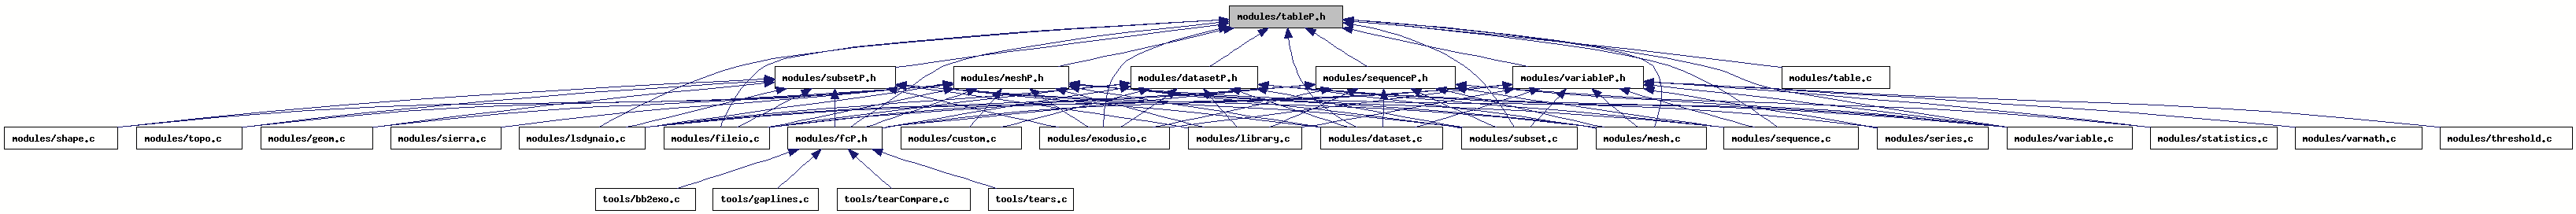 modules/tableP.h
modules/subsetP.h
modules/meshP.h
modules/datasetP.h
modules/sequenceP.h
modules/variableP.h
modules/table.c
modules/shape.c
modules/topo.c
modules/geom.c
modules/sierra.c
modules/lsdynaio.c
modules/fileio.c
modules/fcP.h
modules/custom.c
modules/exodusio.c
modules/library.c
modules/dataset.c
modules/subset.c
modules/mesh.c
modules/sequence.c
modules/series.c
modules/variable.c
modules/statistics.c
modules/varmath.c
modules/threshold.c
tools/bb2exo.c
tools/gaplines.c
tools/tearCompare.c
tools/tears.c